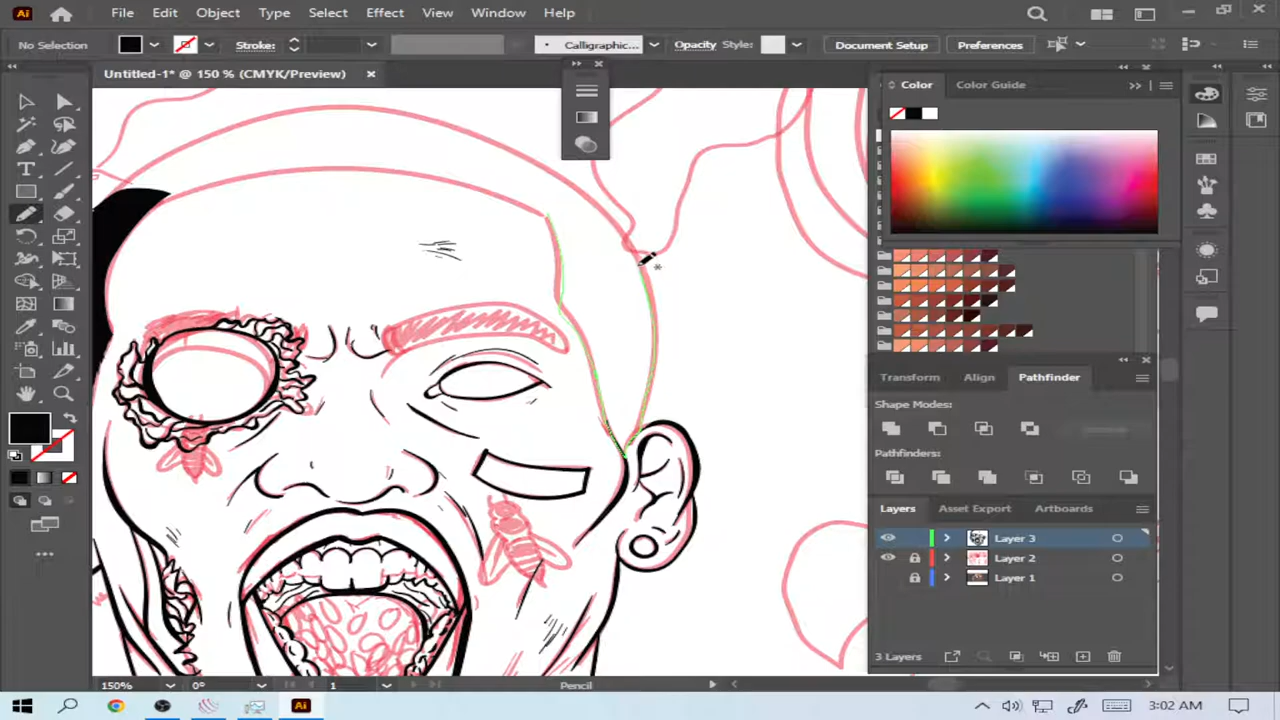 Ai File Edit Object Type Select Effect View Window Help
No Selection Stroke: Calligraphic... Opacity Style: Document Setup Preferences
Untitled-1* @ 150 % (CMYK/Preview)
Color Color Guide
Transform Align Pathfinder
Shape Modes:
Pathfinders:
Layers Asset Export Artboards
Layer 3
Layer 2
Layer 1
3 Layers
150% 0° 1 Pencil
Ai 3:02 AM